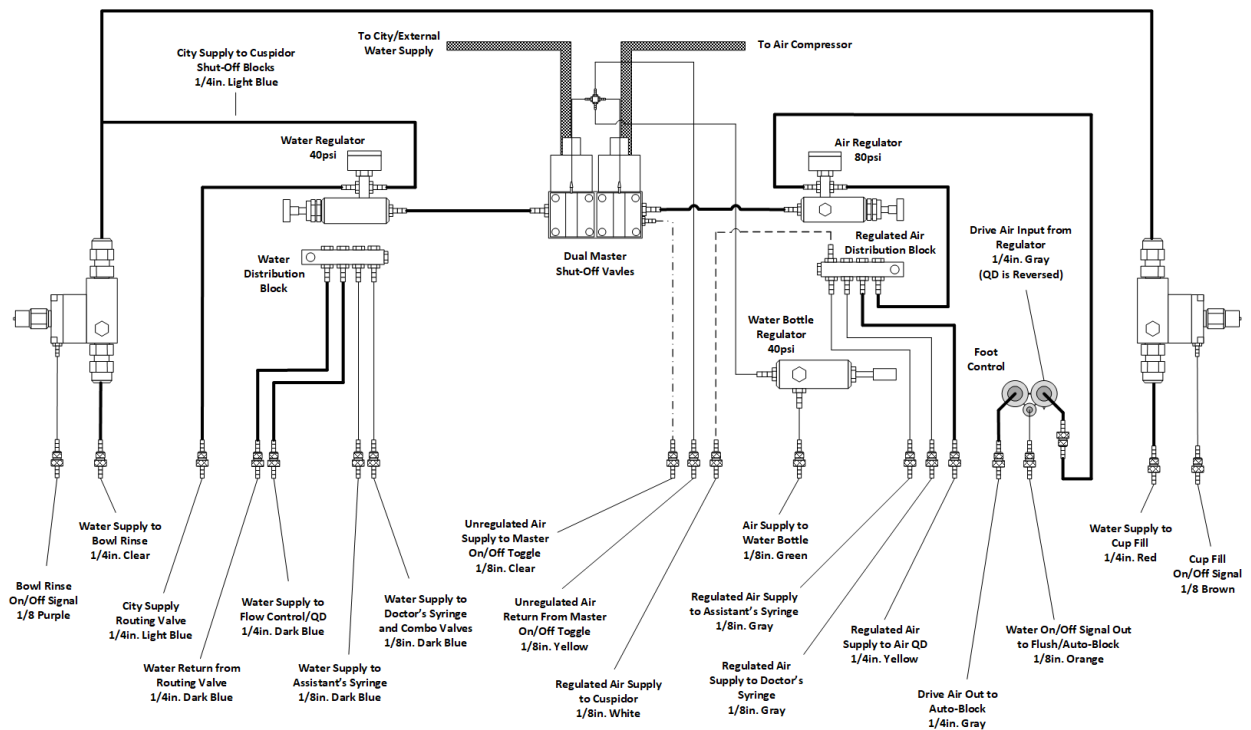 To City/External
Water Supply
To Air Compressor
City Supply to Cuspidor
Shut-Off Blocks
1/4in. Light Blue
Water Regulator
40psi
Air Regulator
80psi
Dual Master
Shut-Off Vavles
Water
Distribution
Block
Regulated Air
Distribution Block
Drive Air Input from
Regulator
1/4in. Gray
(QD is Reversed)
Water Bottle
Regulator
40psi
Foot
Control
Bowl Rinse
On/Off Signal
1/8 Purple
Water Supply to
Bowl Rinse
1/4in. Clear
City Supply
Routing Valve
1/4in. Light Blue
Water Return from
Routing Valve
1/4in. Dark Blue
Water Supply to
Flow Control/QD
1/4in. Dark Blue
Water Supply to
Assistant's Syringe
1/8in. Dark Blue
Water Supply to
Doctor's Syringe
and Combo Valves
1/8in. Dark Blue
Unregulated Air
Supply to Master
On/Off Toggle
1/8in. Clear
Unregulated Air
Return From Master
On/Off Toggle
1/8in. Yellow
Regulated Air Supply
to Cuspidor
1/8in. White
Air Supply to
Water Bottle
1/8in. Green
Regulated Air Supply
to Assistant's Syringe
1/8in. Gray
Regulated Air
Supply to Doctor's
Syringe
1/8in. Gray
Regulated Air
Supply to Air QD
1/4in. Yellow
Drive Air Out to
Auto-Block
1/4in. Gray
Water On/Off Signal Out
to Flush/Auto-Block
1/8in. Orange
Water Supply to
Cup Fill
1/4in. Red
Cup Fill
On/Off Signal
1/8 Brown